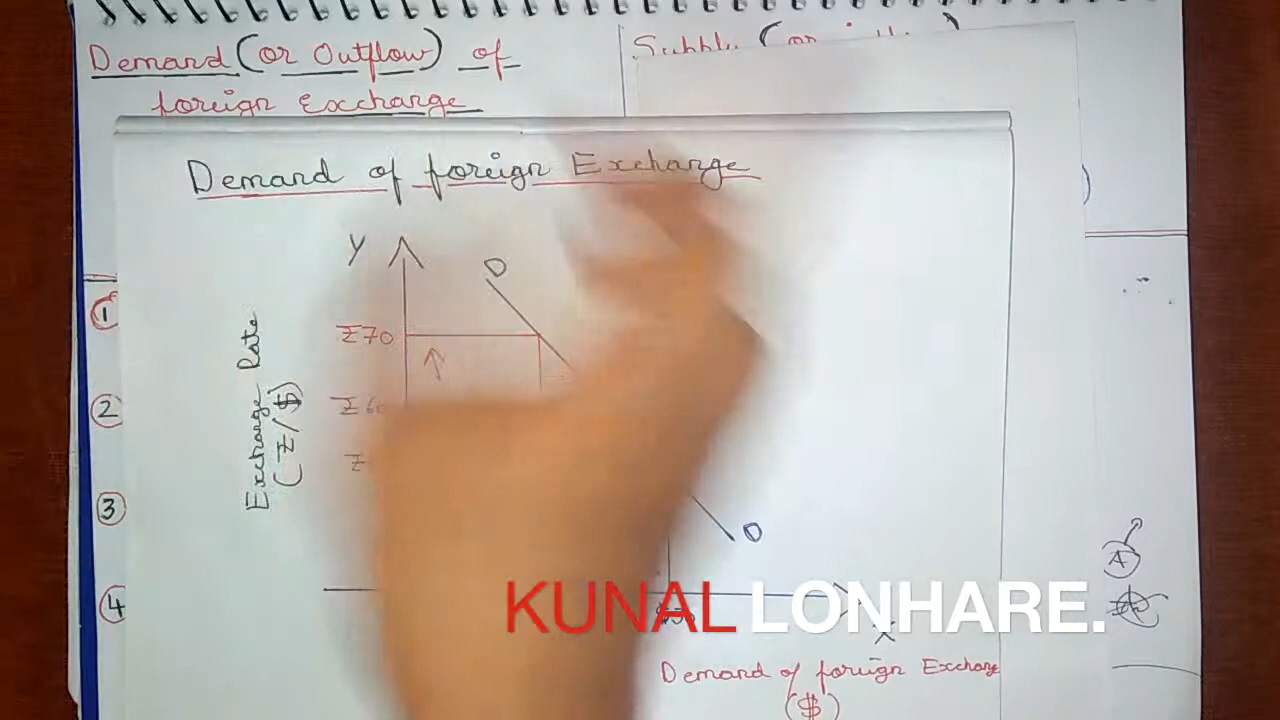 Demand (or Outflow) of
foreign Exchange
Demand of foreign Exchange
Y
D
₹70
Exchange Rate
(₹/$)
①
②
③
④
D
A
KUNAL LONHARE.
X
Demand of foreign Exchange
($)